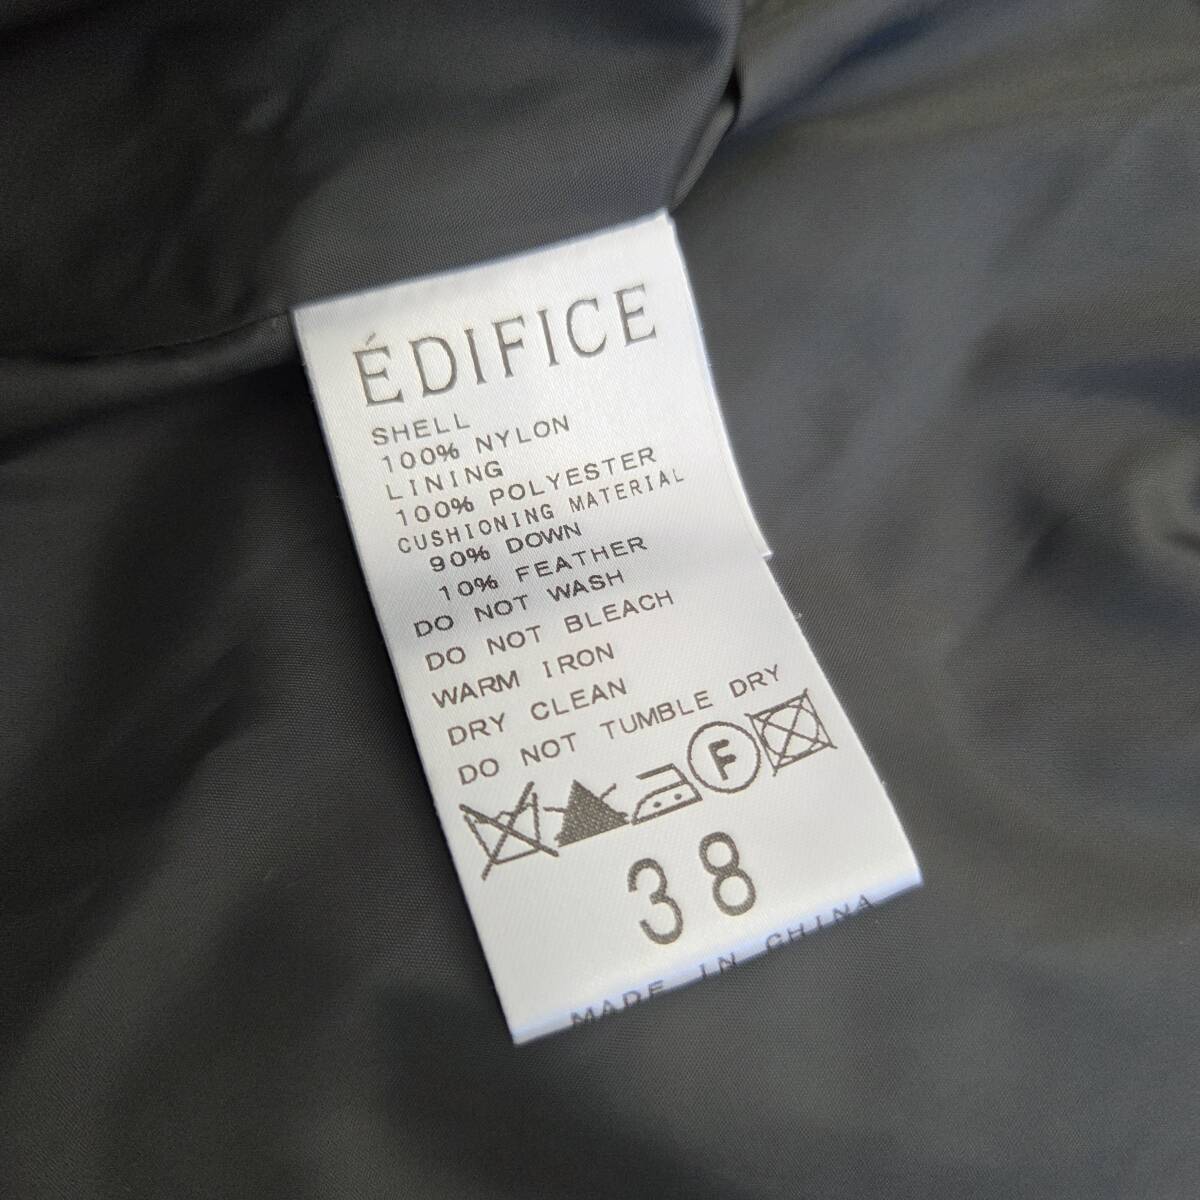 ÉDIFICE
SHELL
100% NYLON
LINING
100% POLYESTER
CUSHIONING MATERIAL
90% DOWN
10% FEATHER
DO NOT WASH
DO NOT BLEACH
WARM IRON
DRY CLEAN
DO NOT TUMBLE DRY
F
38
MADE IN CHINA